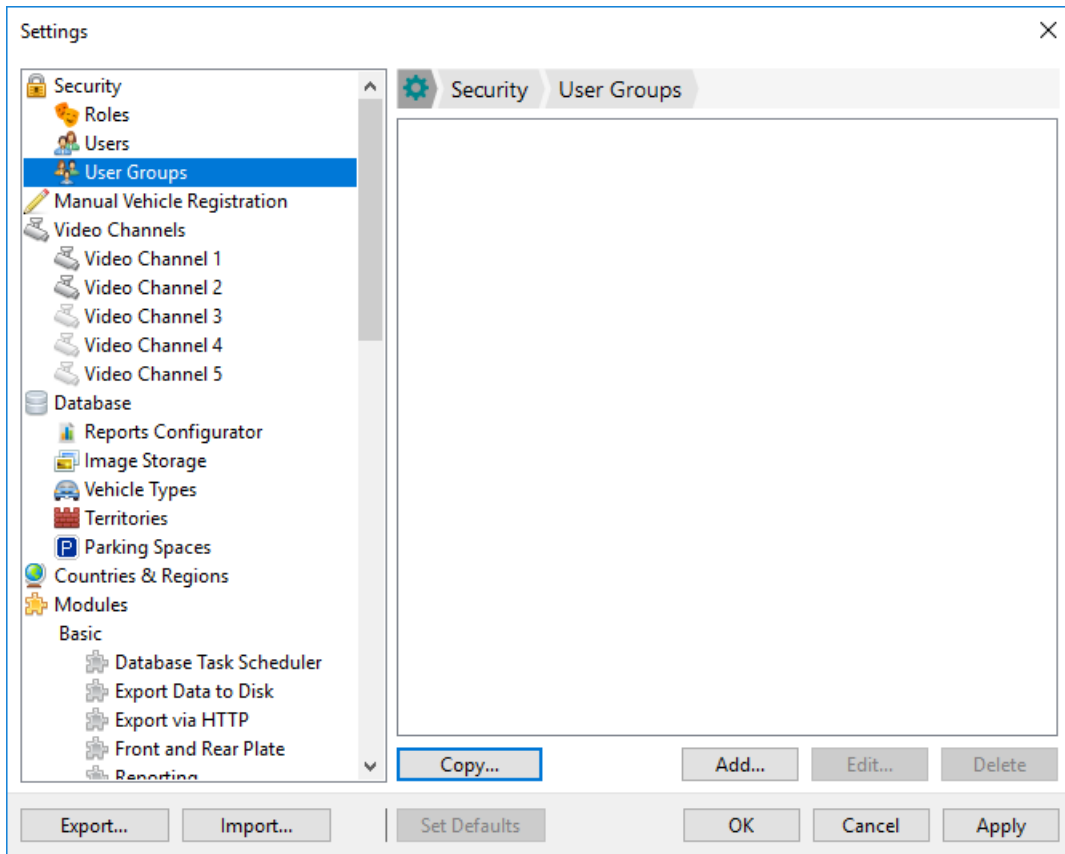 Settings
Security
Roles
Users
User Groups
Manual Vehicle Registration
Video Channels
Video Channel 1
Video Channel 2
Video Channel 3
Video Channel 4
Video Channel 5
Database
Reports Configurator
Image Storage
Vehicle Types
Territories
P Parking Spaces
Countries & Regions
Modules
Basic
Database Task Scheduler
Export Data to Disk
Export via HTTP
Front and Rear Plate
Reporting
Security User Groups
Copy... Add... Edit... Delete
Export... Import... Set Defaults OK Cancel Apply